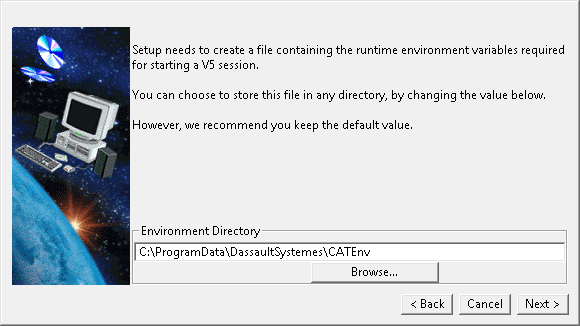 Setup needs to create a file containing the runtime environment variables required
for starting a V5 session.
You can choose to store this file in any directory, by changing the value below.
However, we recommend you keep the default value.
Environment Directory
C:\ProgramData\DassaultSystemes\CATEnv
Browse...
< Back
Cancel
Next >